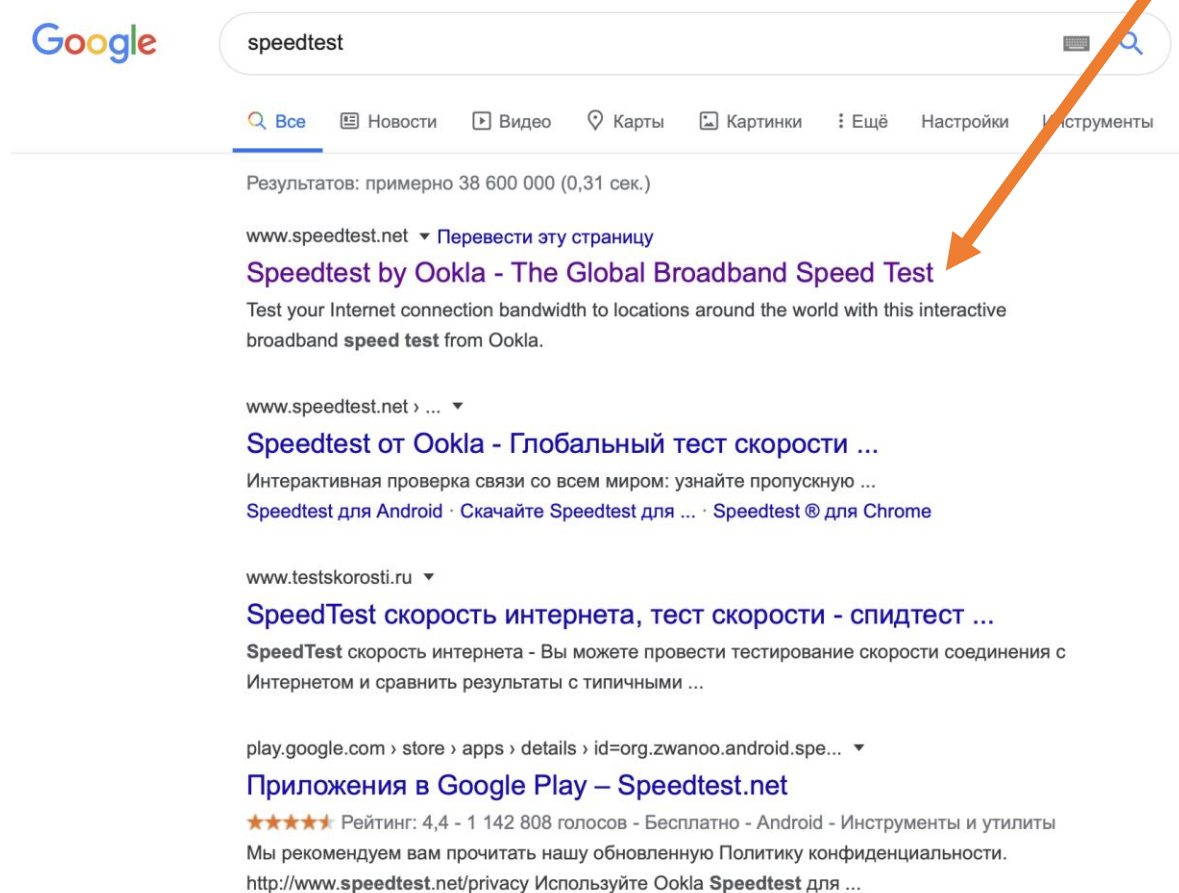 Google
speedtest
Все Новости Видео Карты Картинки Ещё Настройки Инструменты
Результатов: примерно 38 600 000 (0,31 сек.)
www.speedtest.net ▼ Перевести эту страницу
Speedtest by Ookla - The Global Broadband Speed Test
Test your Internet connection bandwidth to locations around the world with this interactive
broadband speed test from Ookla.
www.speedtest.net › ... ▼
Speedtest от Ookla - Глобальный тест скорости ...
Интерактивная проверка связи со всем миром: узнайте пропускную ...
Speedtest для Android · Скачайте Speedtest для ... · Speedtest ® для Chrome
www.testskorosti.ru ▼
SpeedTest скорость интернета, тест скорости - спидтест ...
SpeedTest скорость интернета - Вы можете провести тестирование скорости соединения с
Интернетом и сравнить результаты с типичными ...
play.google.com › store › apps › details › id=org.zwanoo.android.spe... ▼
Приложения в Google Play – Speedtest.net
Рейтинг: 4,4 - 1 142 808 голосов - Бесплатно - Android - Инструменты и утилиты
Мы рекомендуем вам прочитать нашу обновленную Политику конфиденциальности.
http://www.speedtest.net/privacy Используйте Ookla Speedtest для ...